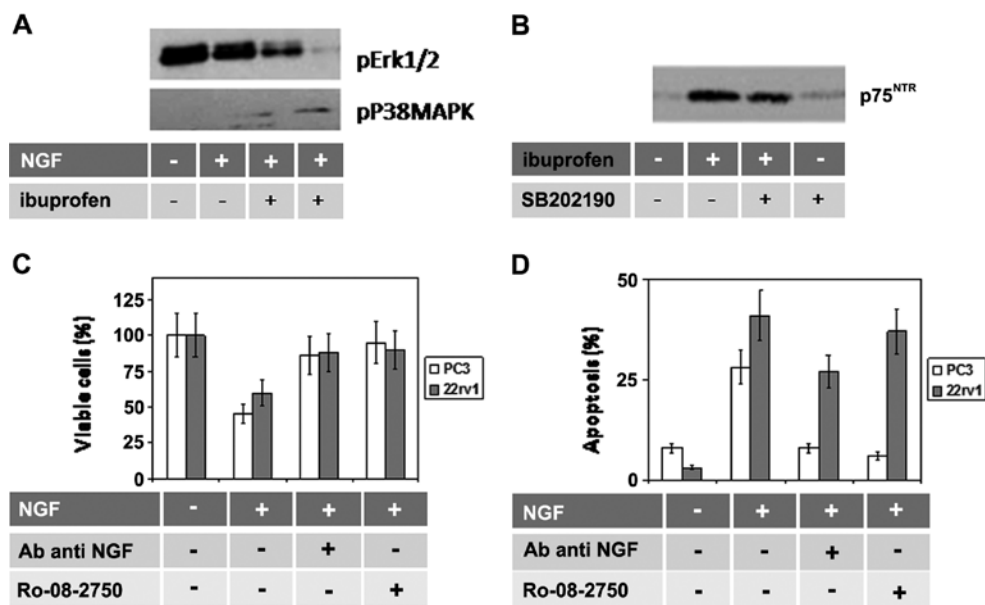 A
pErk1/2
pP38MAPK
NGF - + + +
ibuprofen - - + +
B
p75NTR
ibuprofen - + + -
SB202190 - - + +
C
Viable cells (%)
125
100
75
50
25
0
PC3
22rv1
NGF - + + +
Ab anti NGF - - + -
Ro-08-2750 - - - +
D
Apoptosis (%)
50
25
0
PC3
22rv1
NGF - + + +
Ab anti NGF - - + -
Ro-08-2750 - - - +